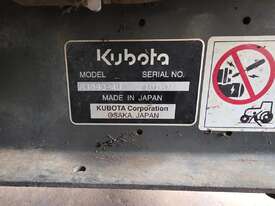 Kubota
MODEL
SERIAL NO.
MADE IN JAPAN
KUBOTA Corporation
OSAKA, JAPAN